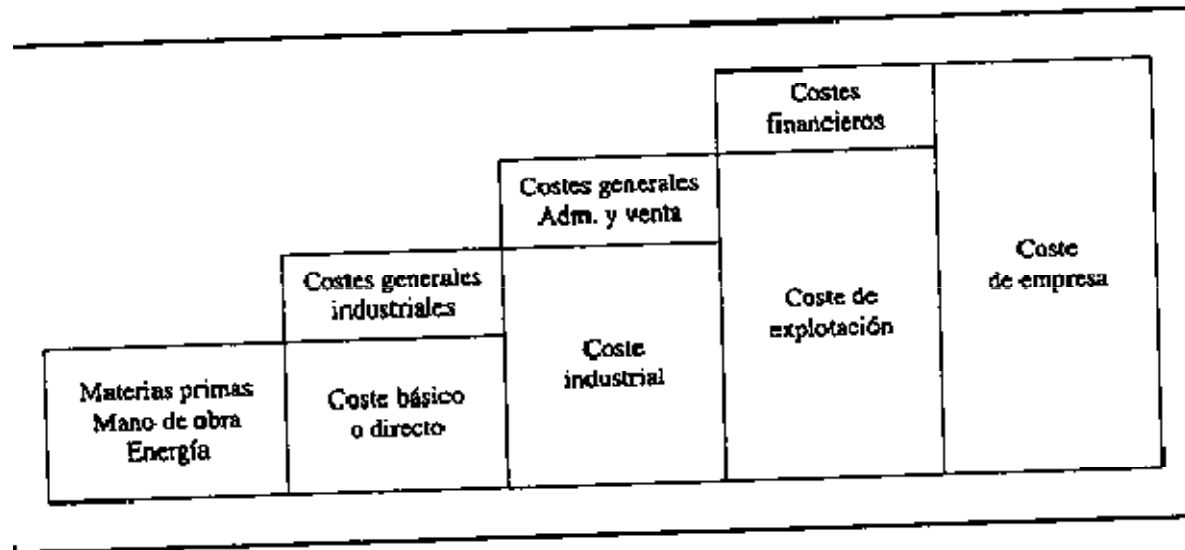 Materias primas
Mano de obra
Energía
Costes generales
industriales
Coste básico
o directo
Costes generales
Adm. y venta
Coste
industrial
Costes
financieros
Coste de
explotación
Coste
de empresa